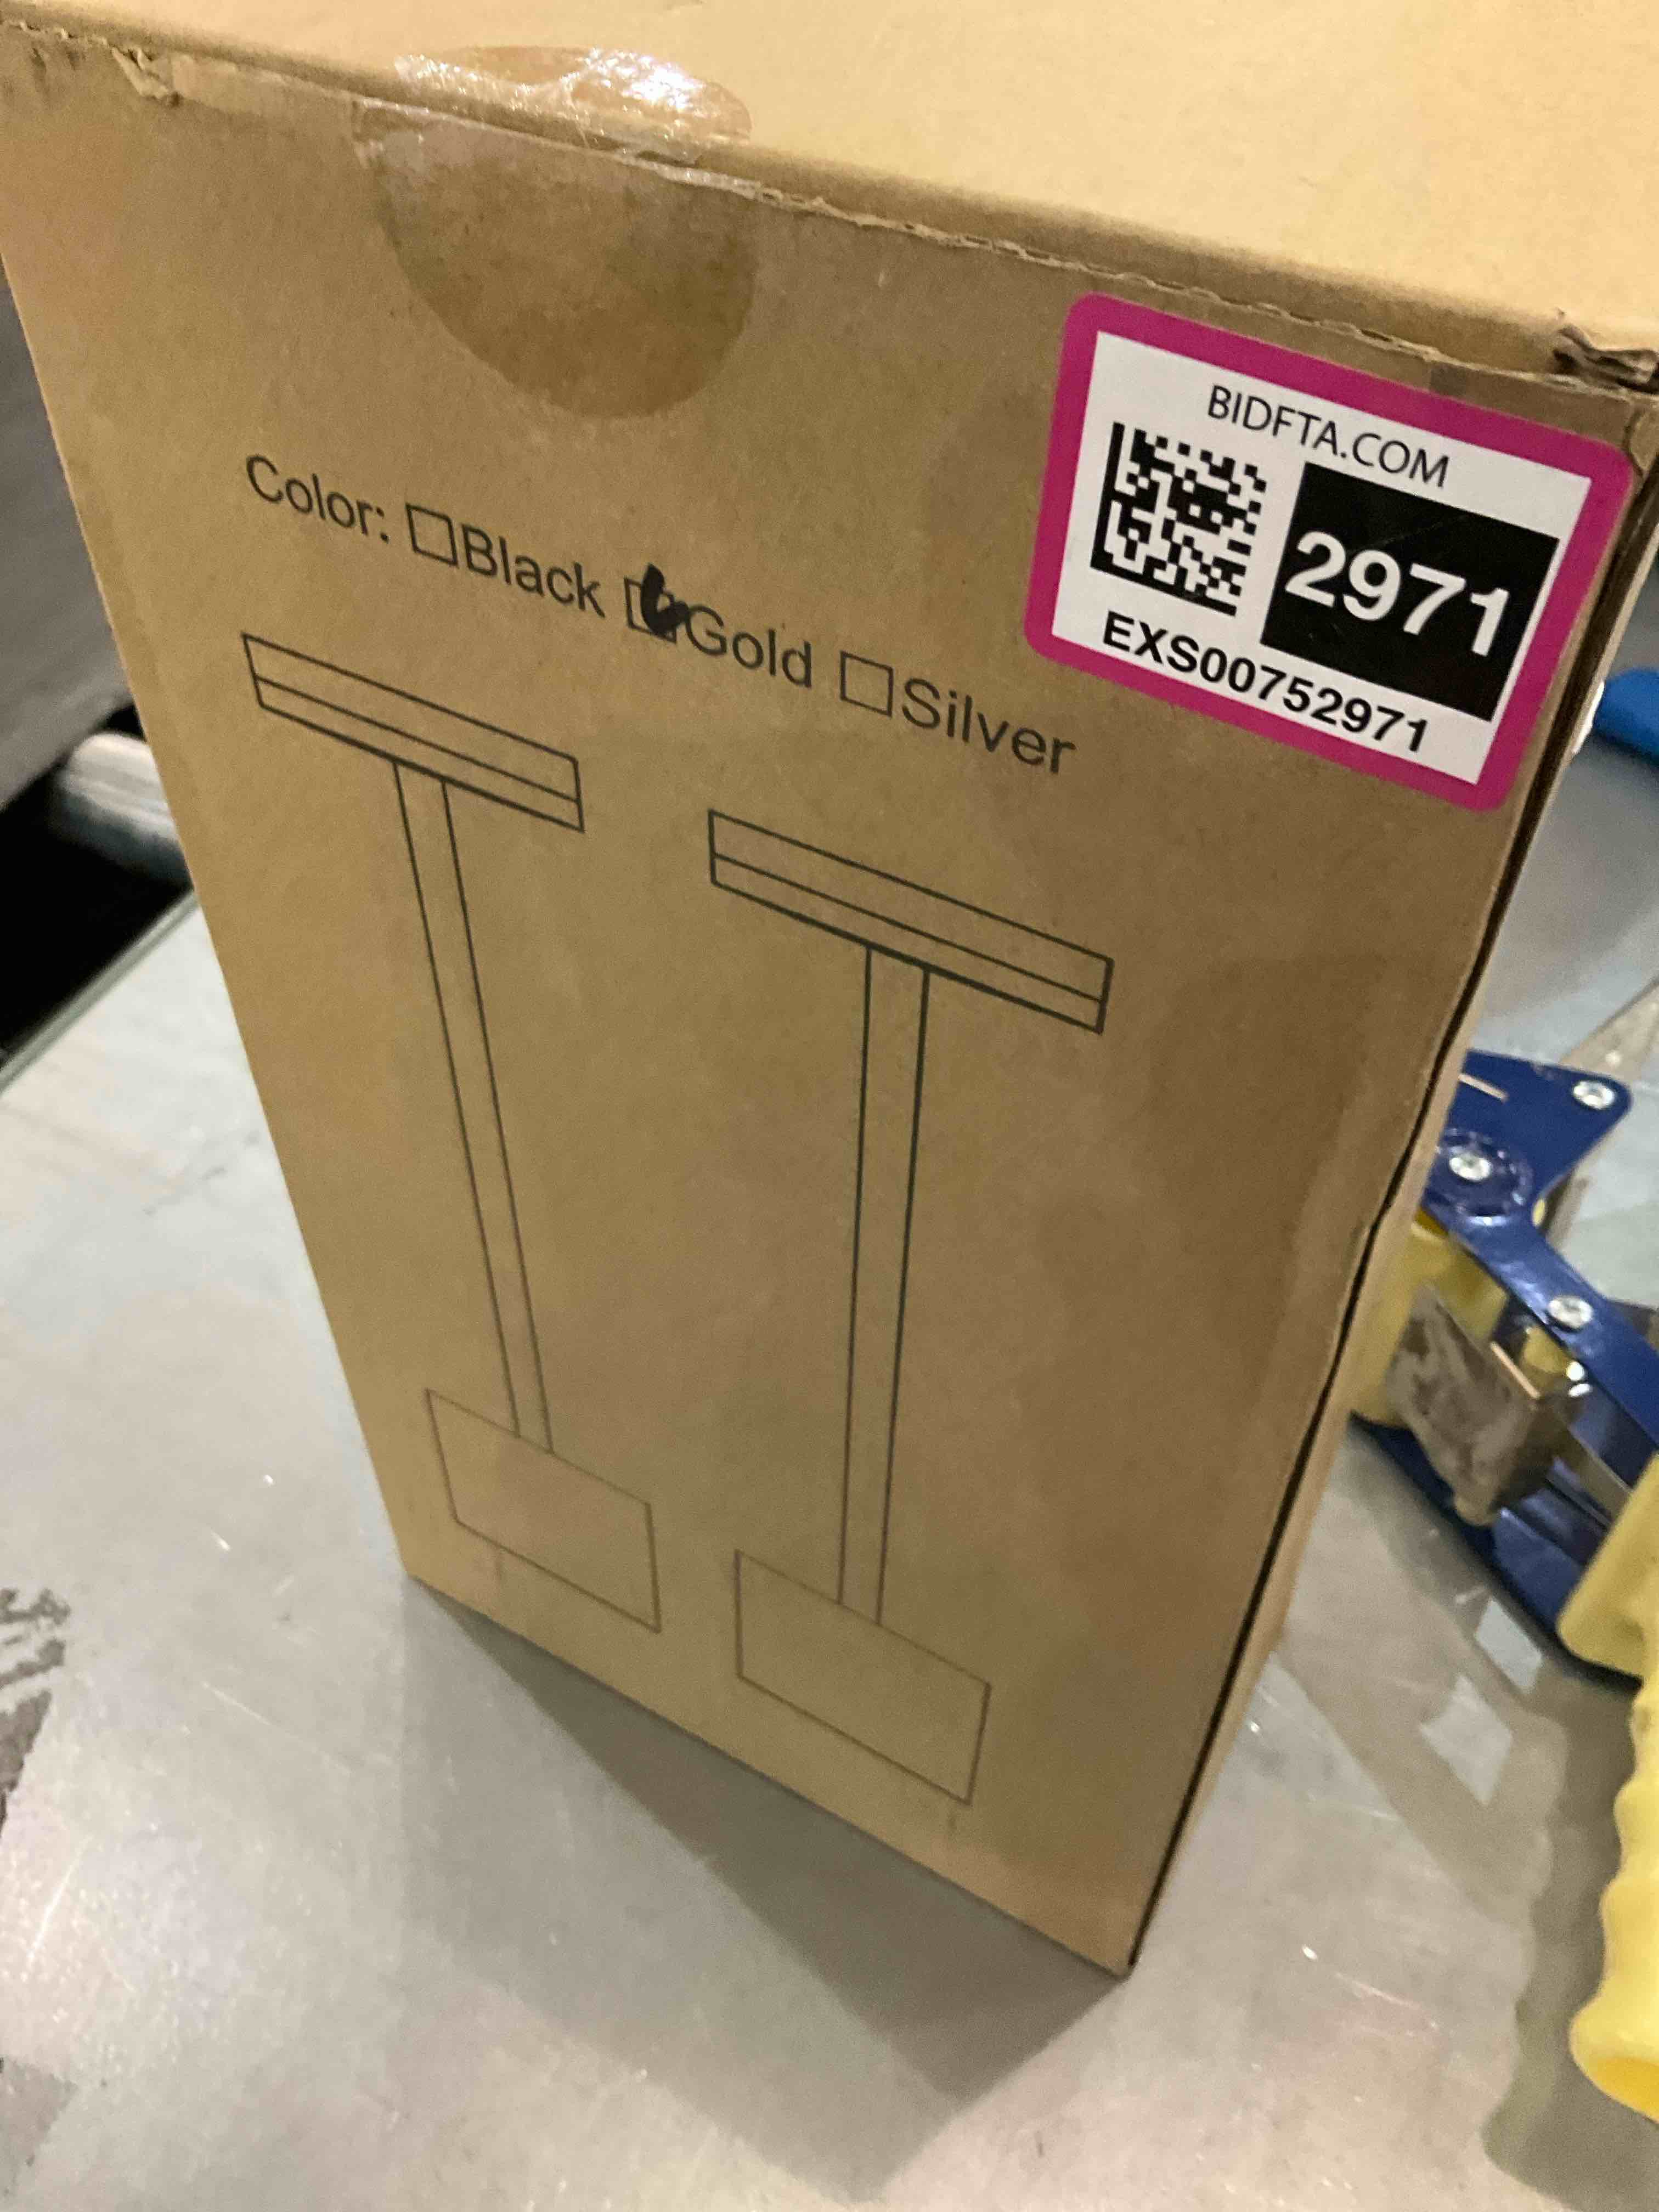 BIDFTA.COM
2971
EXS00752971
Color: □Black ☑Gold □Silver